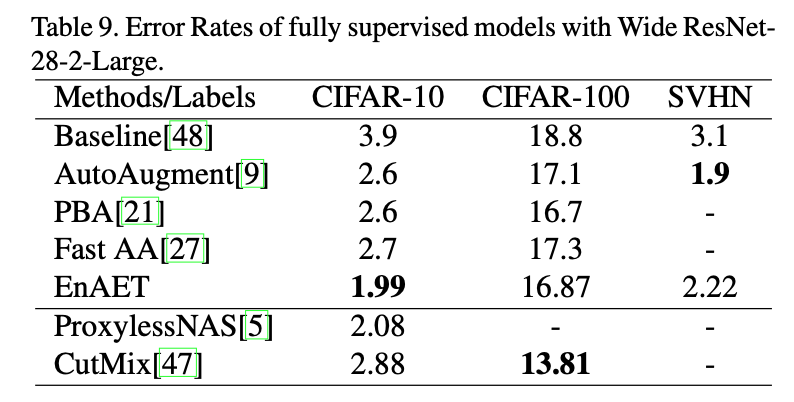 Table 9. Error Rates of fully supervised models with Wide ResNet-
28-2-Large.
Methods/Labels CIFAR-10 CIFAR-100 SVHN
Baseline[48] 3.9 18.8 3.1
AutoAugment[9] 2.6 17.1 1.9
PBA[21] 2.6 16.7 -
Fast AA[27] 2.7 17.3 -
EnAET 1.99 16.87 2.22
ProxylessNAS[5] 2.08 - -
CutMix[47] 2.88 13.81 -